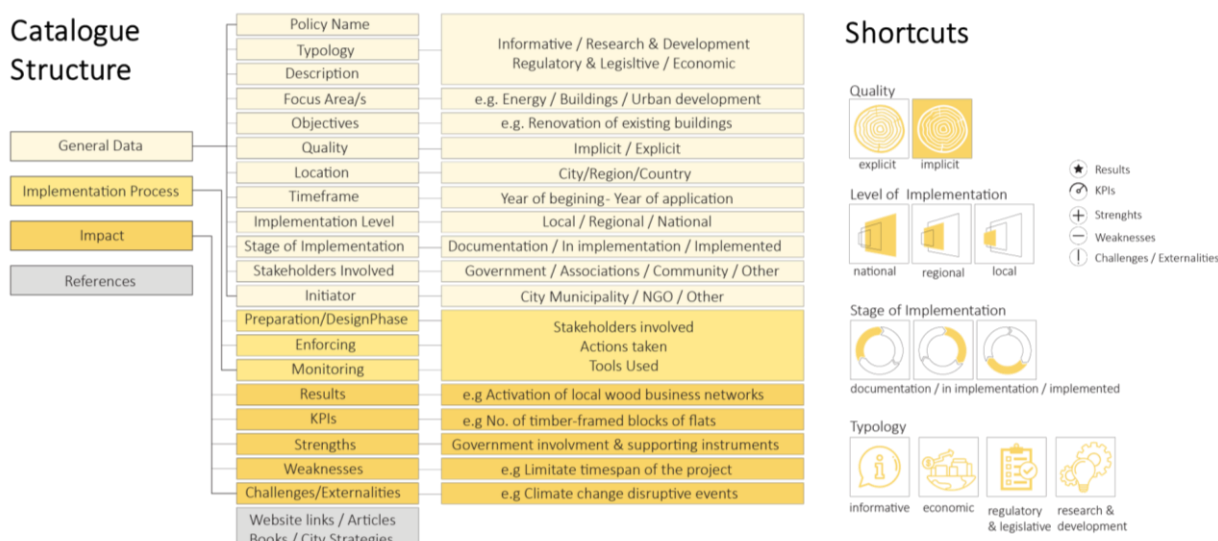 Catalogue
Structure
General Data
Implementation Process
Impact
References
Policy Name
Typology
Description
Informative / Research & Development
Regulatory & Legisltive / Economic
Focus Area/s
e.g. Energy / Buildings / Urban development
Objectives
e.g. Renovation of existing buildings
Quality
Implicit / Explicit
Location
City/Region/Country
Timeframe
Year of begining- Year of application
Implementation Level
Local / Regional / National
Stage of Implementation
Documentation / In implementation / Implemented
Stakeholders Involved
Government / Associations / Community / Other
Initiator
City Municipality / NGO / Other
Preparation/DesignPhase
Enforcing
Monitoring
Stakeholders involved
Actions taken
Tools Used
Results
e.g Activation of local wood business networks
KPIs
e.g No. of timber-framed blocks of flats
Strengths
Government involvment & supporting instruments
Weaknesses
e.g Limitate timespan of the project
Challenges/Externalities
e.g Climate change disruptive events
Website links / Articles
Books / City Strategies
Shortcuts
Quality
explicit
implicit
Level of Implementation
national
regional
local
Stage of Implementation
documentation / in implementation / implemented
Typology
informative
economic
regulatory
& legislative
research &
development
Results
KPIs
Strenghts
Weaknesses
Challenges / Externalities